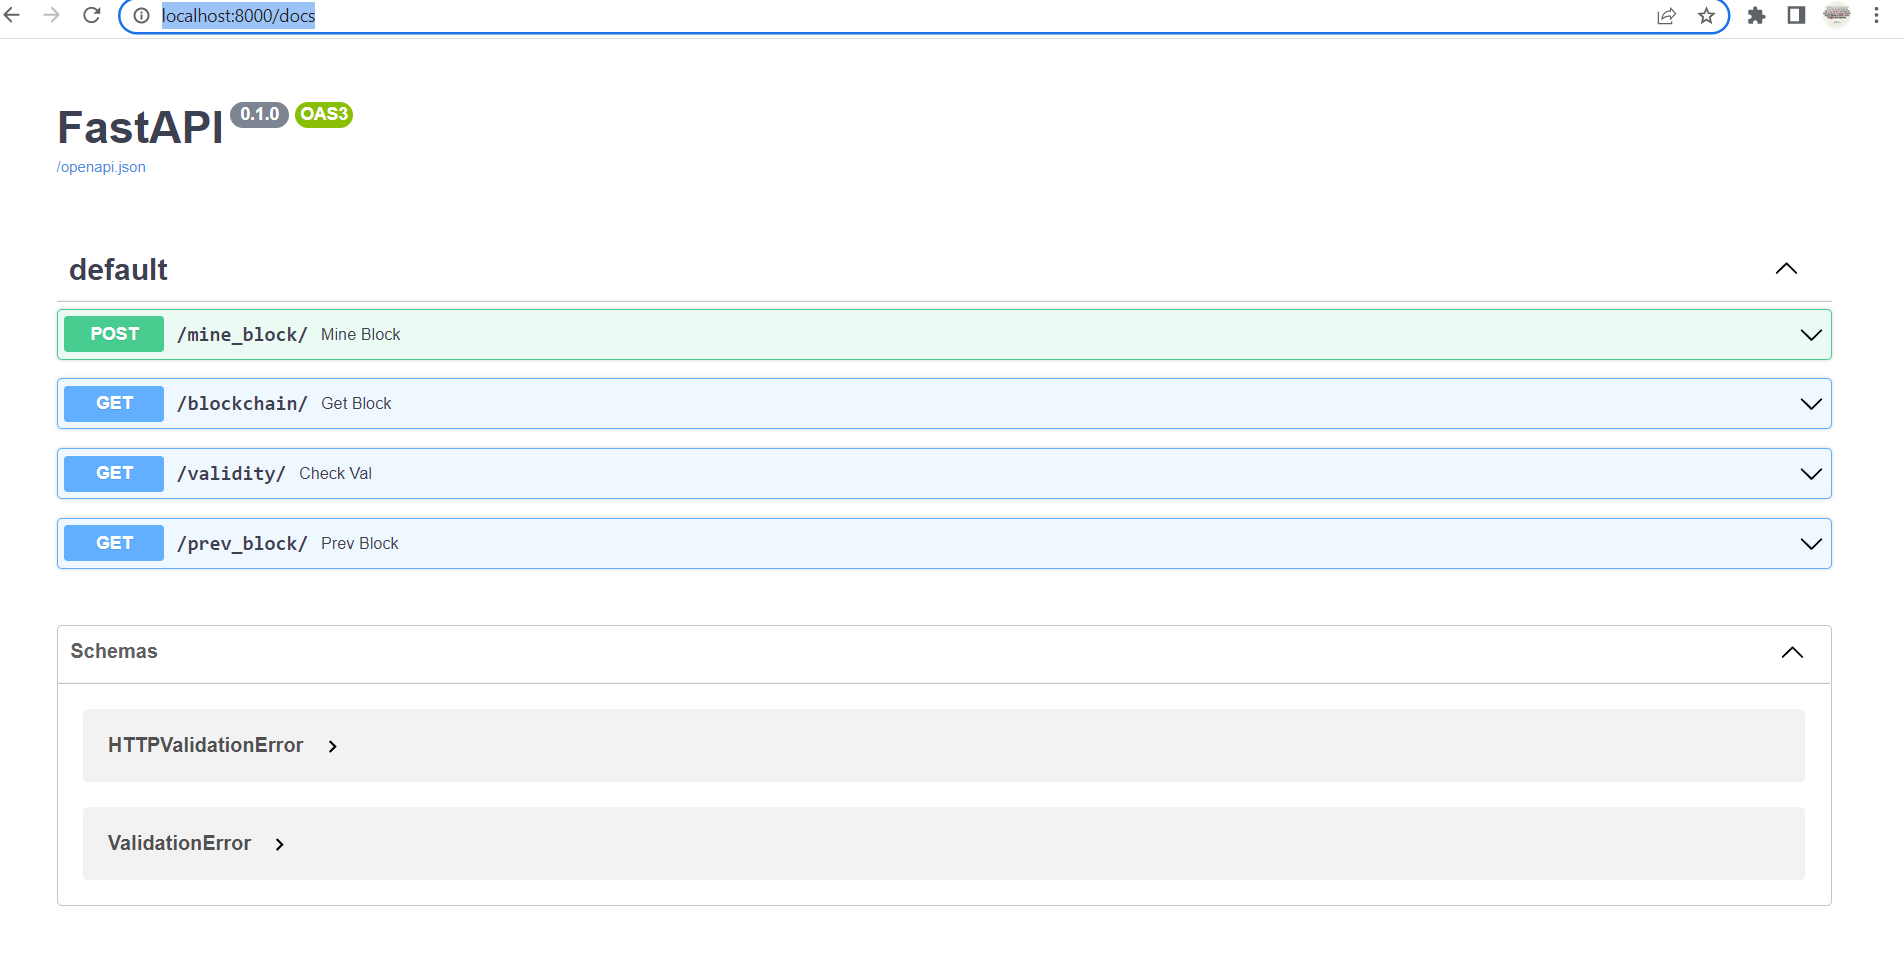 localhost:8000/docs
FastAPI 0.1.0 OAS3
/openapi.json
default
POST /mine_block/ Mine Block
GET /blockchain/ Get Block
GET /validity/ Check Val
GET /prev_block/ Prev Block
Schemas
HTTPValidationError
ValidationError